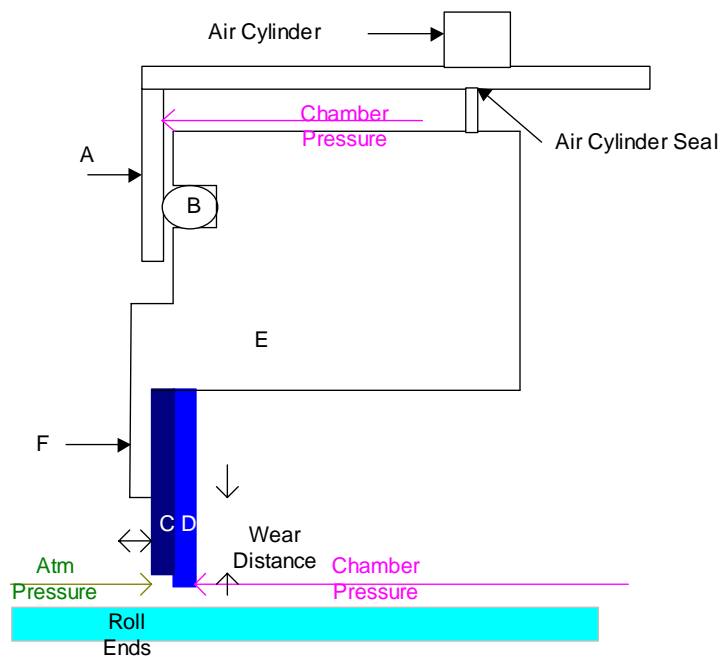 Air Cylinder
Chamber
Pressure
Air Cylinder Seal
A
B
E
F
C D
Wear
Distance
Atm
Pressure
Chamber
Pressure
Roll
Ends